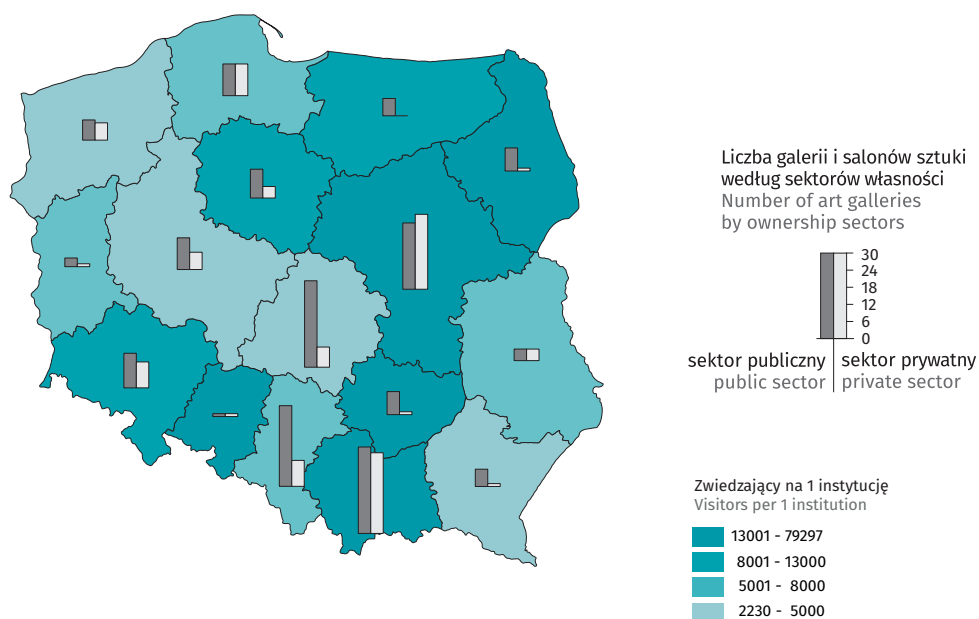 Liczba galerii i salonów sztuki
według sektorów własności
Number of art galleries
by ownership sectors
30
24
18
12
6
0
sektor publiczny
sektor prywatny
public sector
private sector
Zwiedzający na 1 instytucję
Visitors per 1 institution
13001 - 79297
8001 - 13000
5001 - 8000
2230 - 5000